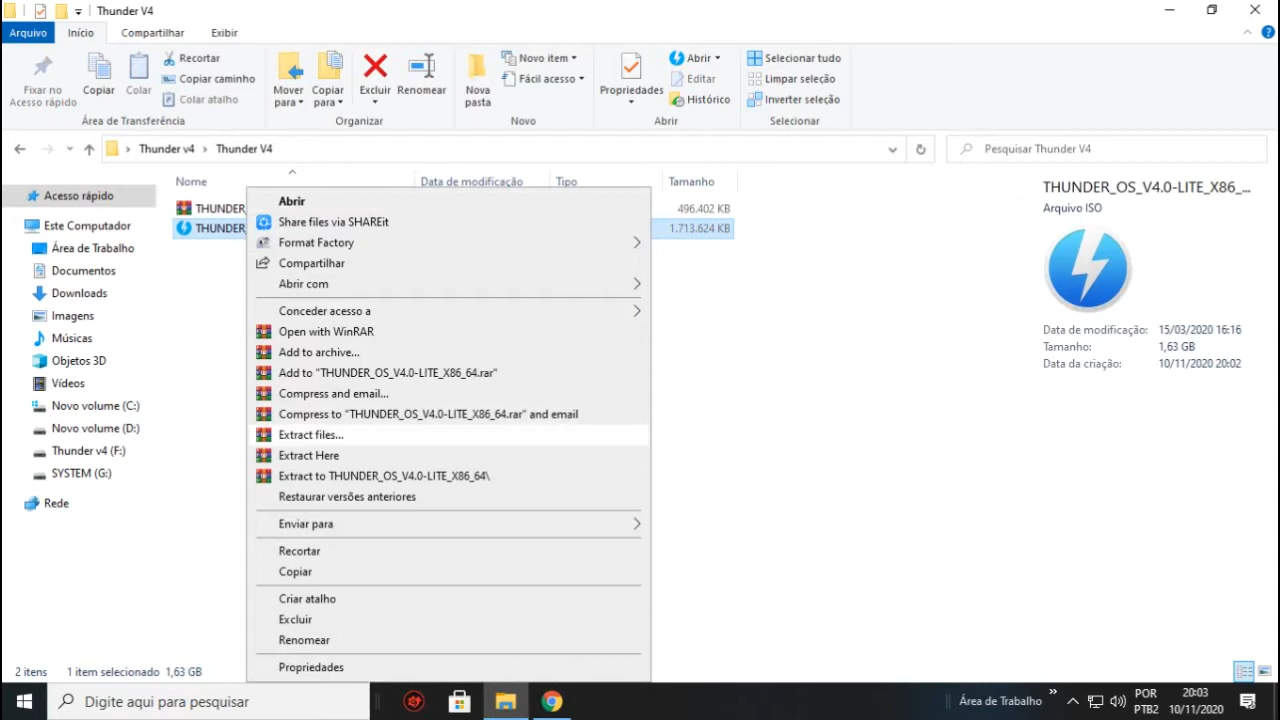 Thunder V4
Arquivo Início Compartilhar Exibir
Fixar no Acesso rápido
Copiar
Colar
Recortar
Copiar caminho
Colar atalho
Área de Transferência
Mover para
Copiar para
Excluir
Renomear
Organizar
Nova pasta
Novo item
Fácil acesso
Novo
Propriedades
Abrir
Editar
Histórico
Abrir
Selecionar tudo
Limpar seleção
Inverter seleção
Selecionar
Thunder v4 › Thunder V4
Pesquisar Thunder V4
Nome Data de modificação Tipo Tamanho
THUNDER_ 496.402 KB
THUNDER_ 1.713.624 KB
Acesso rápido
Este Computador
Área de Trabalho
Documentos
Downloads
Imagens
Músicas
Objetos 3D
Vídeos
Novo volume (C:)
Novo volume (D:)
Thunder v4 (F:)
SYSTEM (G:)
Rede
Abrir
Share files via SHAREit
Format Factory
Compartilhar
Abrir com
Conceder acesso a
Open with WinRAR
Add to archive...
Add to "THUNDER_OS_V4.0-LITE_X86_64.rar"
Compress and email...
Compress to "THUNDER_OS_V4.0-LITE_X86_64.rar" and email
Extract files...
Extract Here
Extract to THUNDER_OS_V4.0-LITE_X86_64\
Restaurar versões anteriores
Enviar para
Recortar
Copiar
Criar atalho
Excluir
Renomear
Propriedades
THUNDER_OS_V4.0-LITE_X86_...
Arquivo ISO
Data de modificação: 15/03/2020 16:16
Tamanho: 1,63 GB
Data da criação: 10/11/2020 20:02
2 itens 1 item selecionado 1,63 GB
Digite aqui para pesquisar
Área de Trabalho
POR
PTB2
20:03
10/11/2020